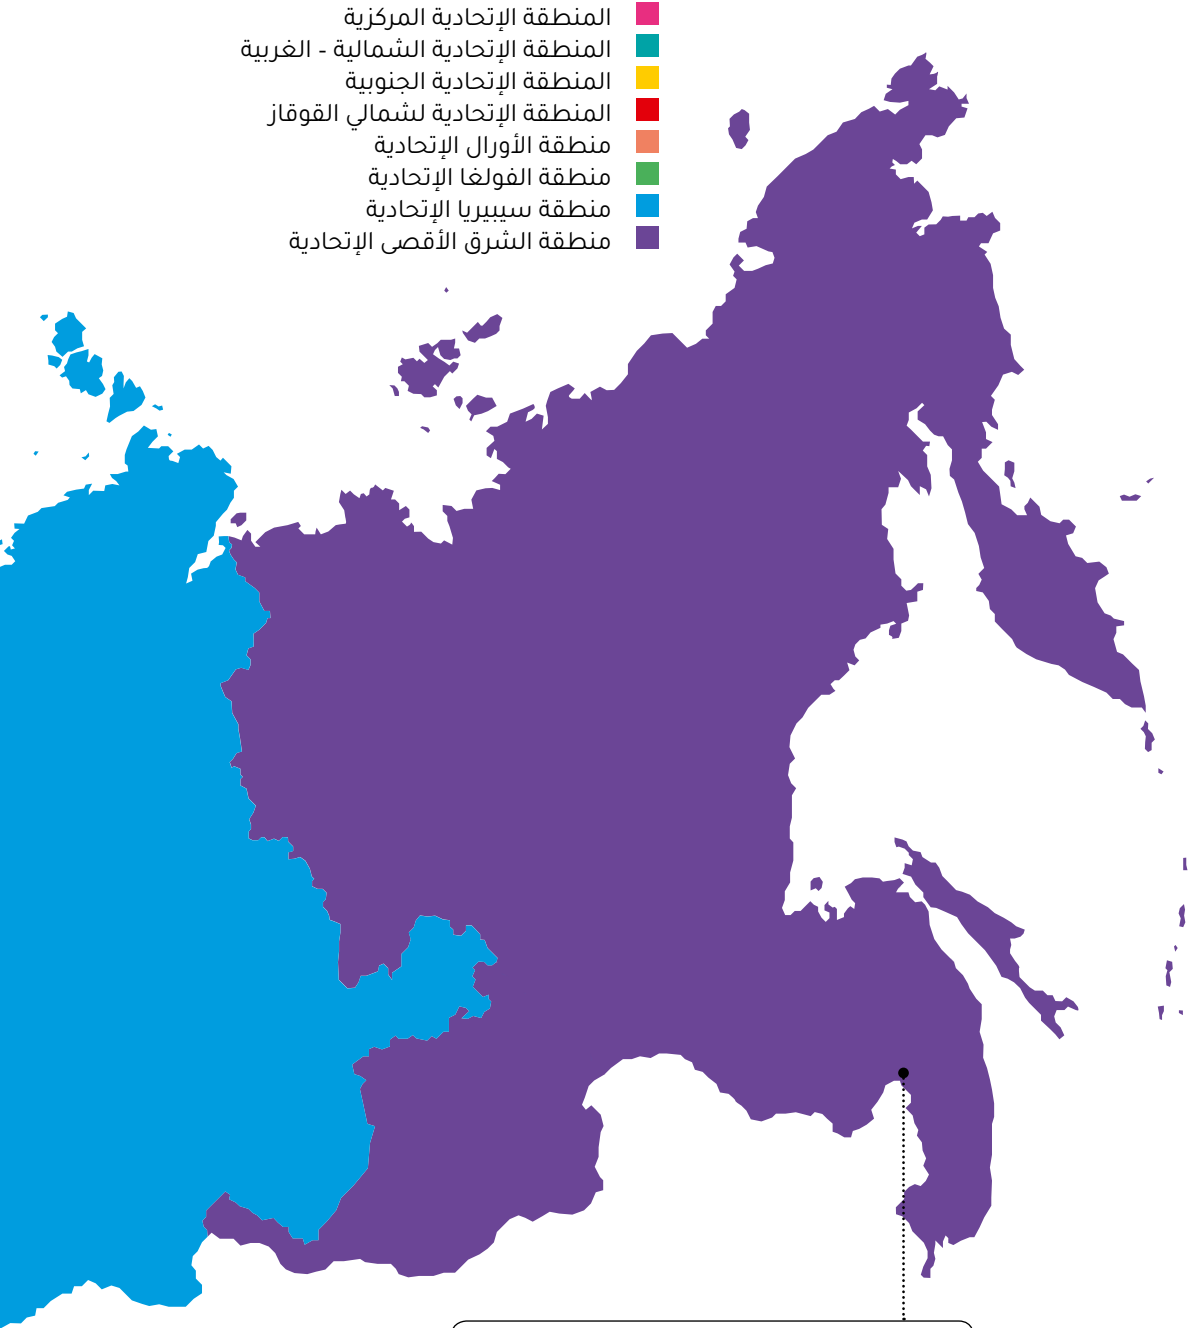 المنطقة الإتحادية المركزية
المنطقة الإتحادية الشمالية - الغربية
المنطقة الإتحادية الجنوبية
المنطقة الإتحادية لشمالي القوقاز
منطقة الأورال الإتحادية
منطقة الفولغا الإتحادية
منطقة سيبيريا الإتحادية
منطقة الشرق الأقصى الإتحادية